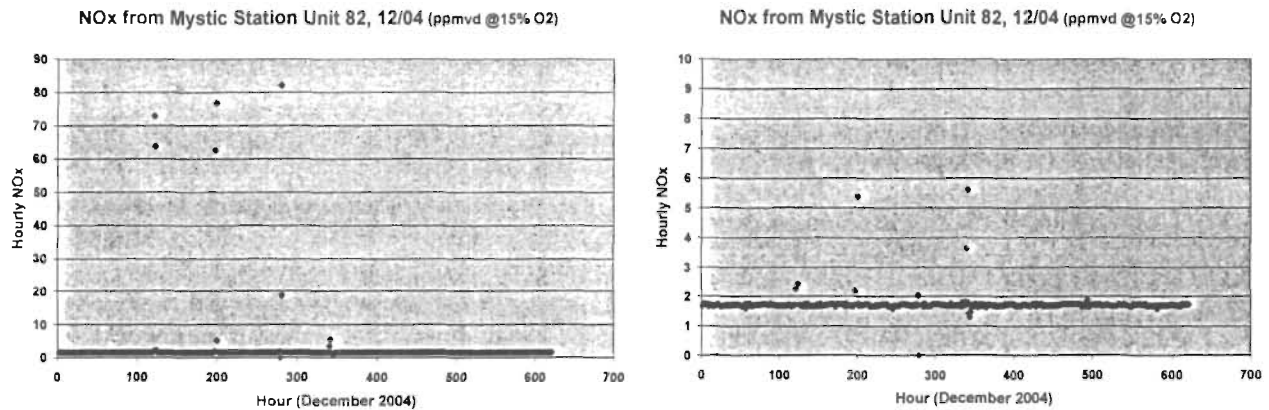 NOx from Mystic Station Unit 82, 12/04 (ppmvd @15% O2)
90
80
70
60
50
40
30
20
10
0
Hourly NOx
0 100 200 300 400 500 600 700
Hour (December 2004)
NOx from Mystic Station Unit 82, 12/04 (ppmvd @15% O2)
10
9
8
7
6
5
4
3
2
1
0
Hourly NOx
0 100 200 300 400 500 600 700
Hour (December 2004)